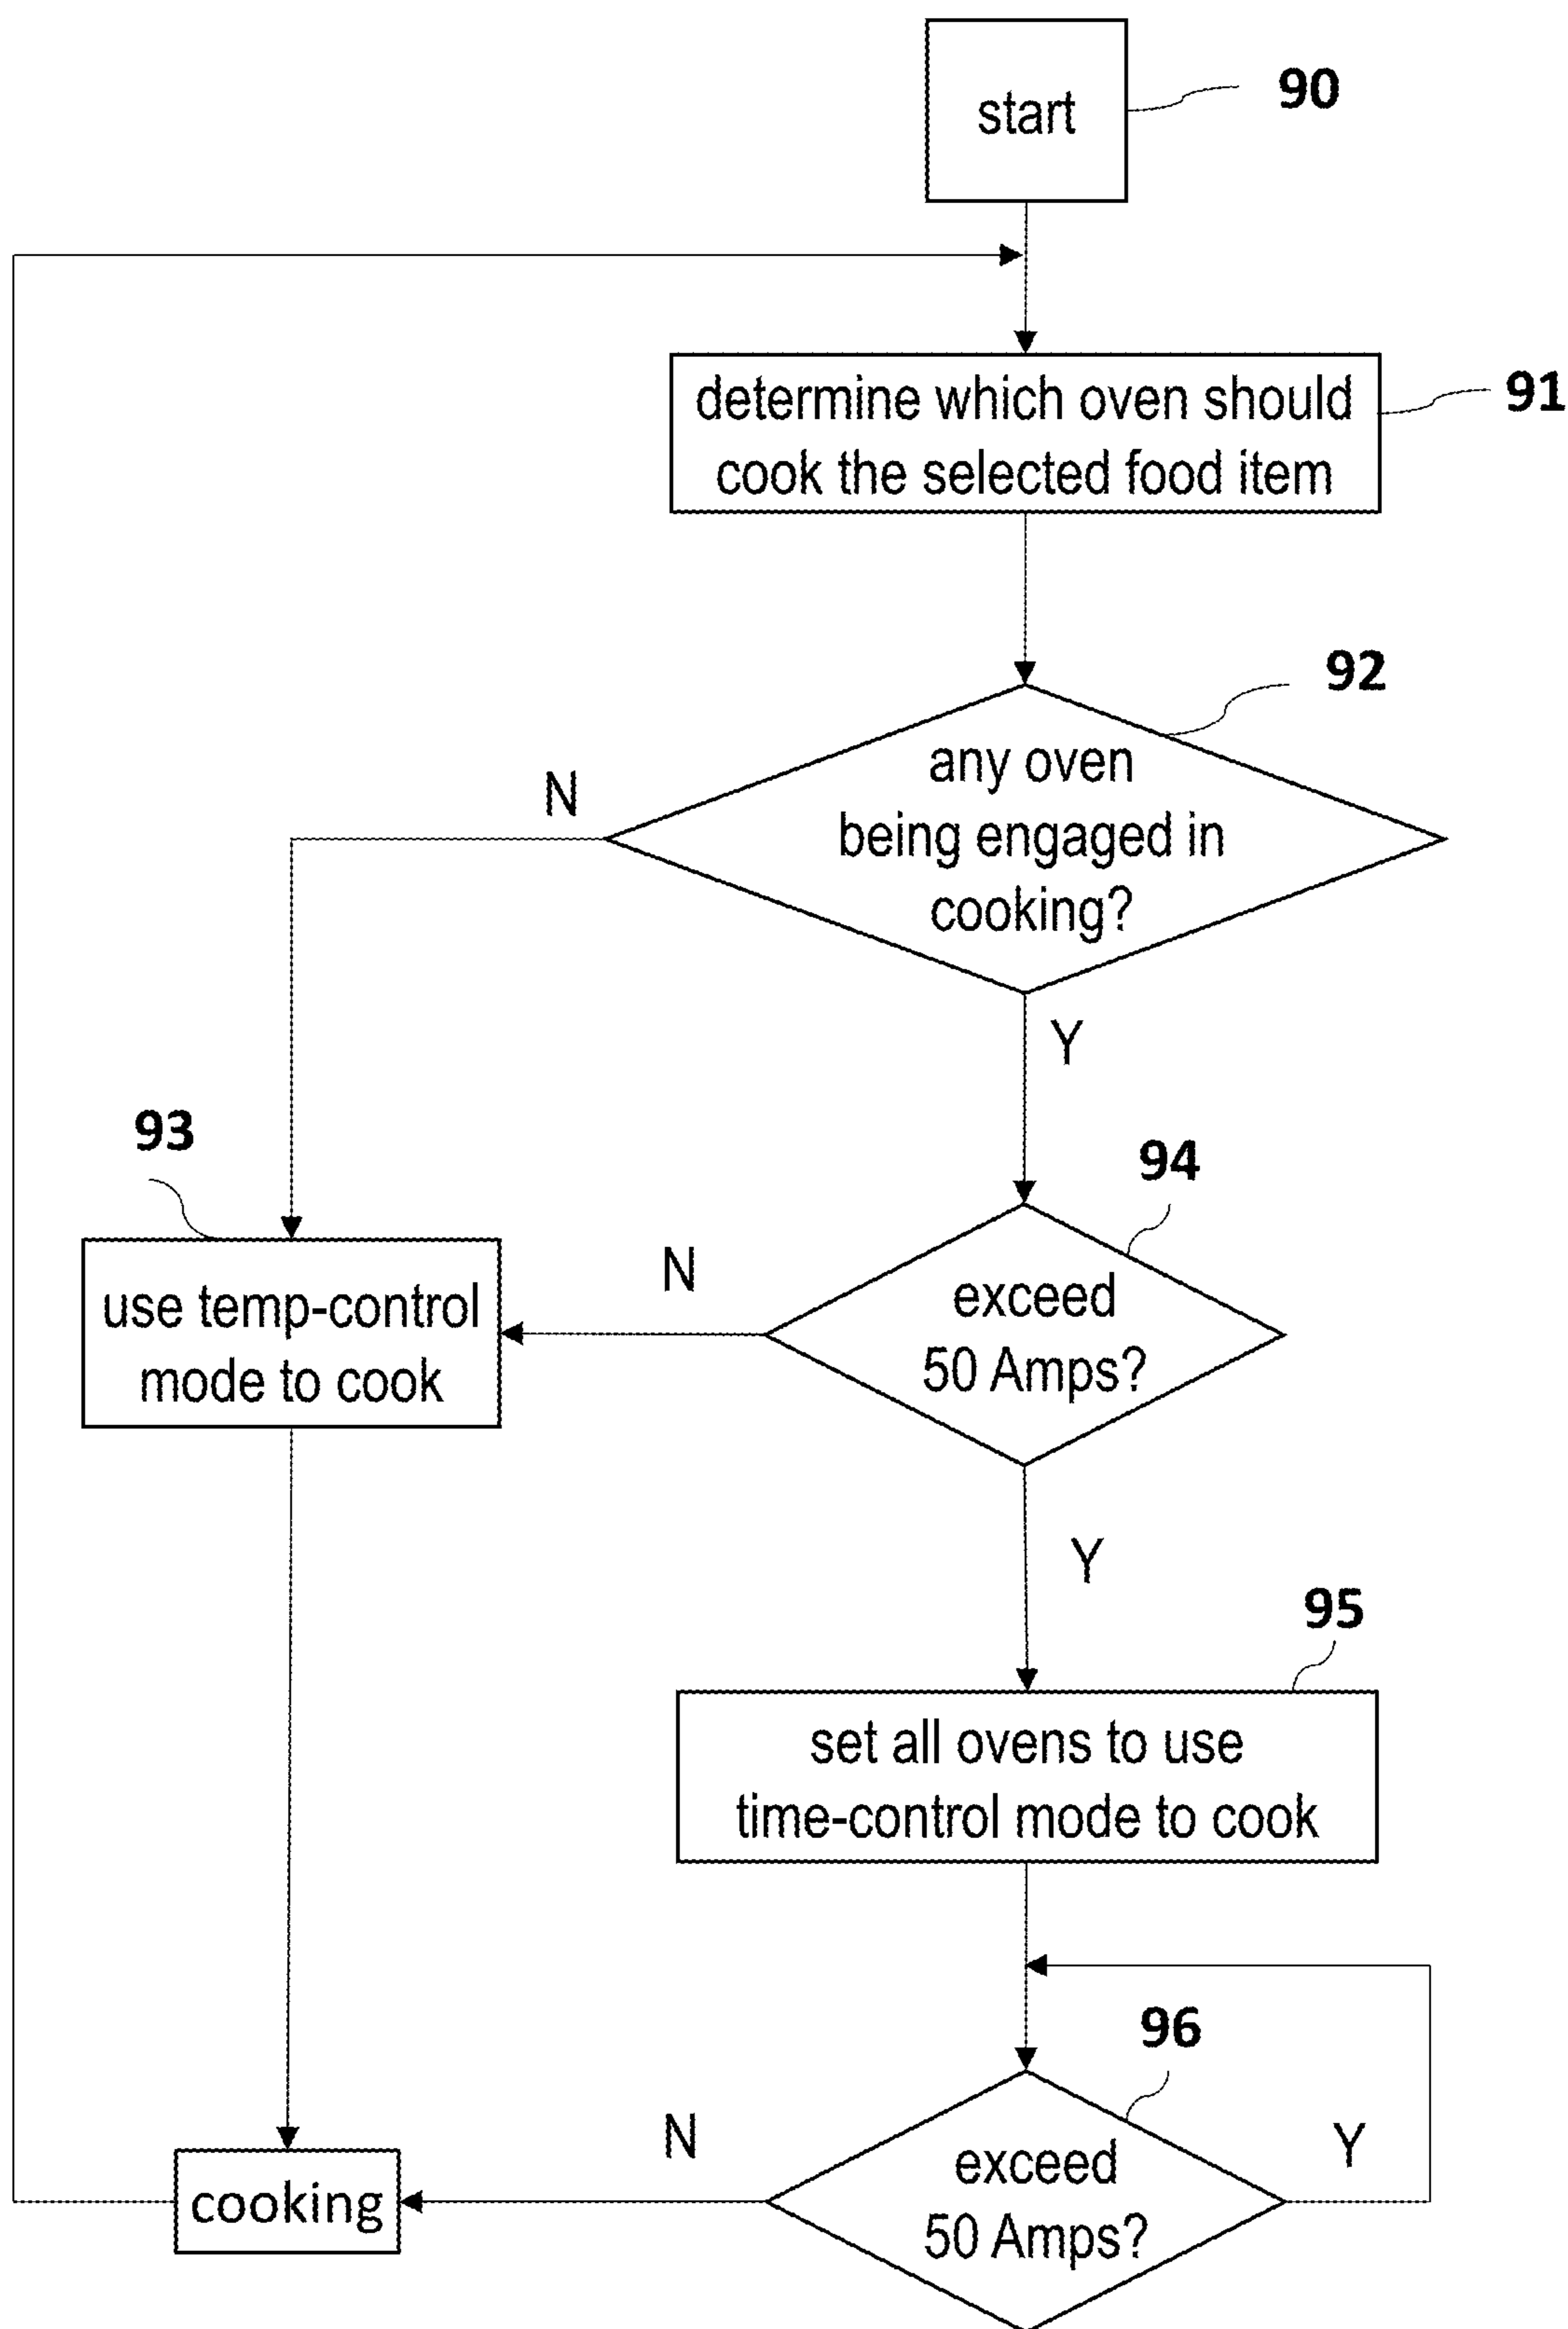 start
90
determine which oven should
cook the selected food item
91
92
any oven
being engaged in
cooking?
N
Y
93
94
use temp-control
mode to cook
N
exceed
50 Amps?
Y
95
set all ovens to use
time-control mode to cook
96
N
exceed
50 Amps?
Y
cooking